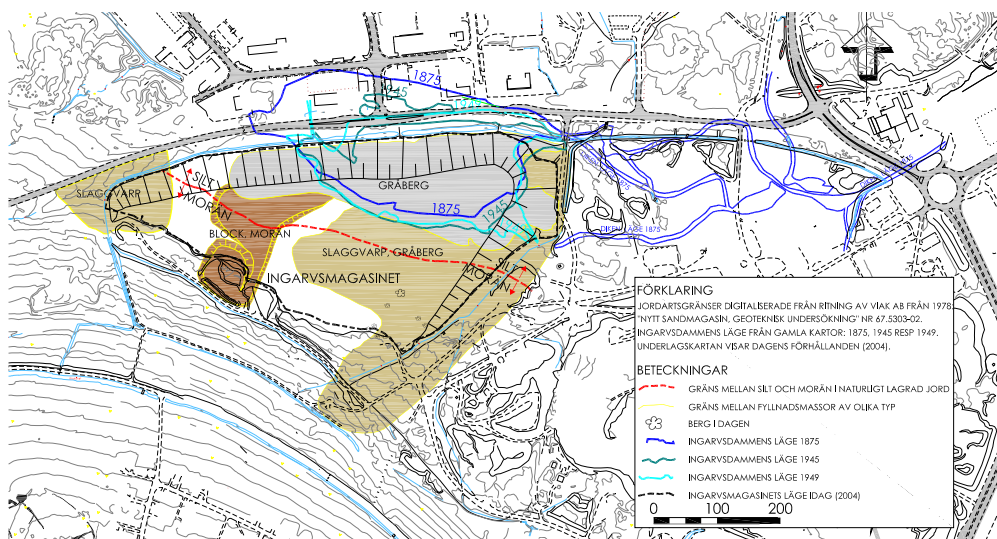 1875
1945
1945
SLAGGVARP
SILT
MORÄN
GRÅBERG
1875
1945
BLOCK, MORÄN
SLAGGVARP, GRÅBERG
SILT
MORÄN
INGARVSMAGASINET
DIKEN LÄGE 1875
FÖRKLARING
JORDARTSGRÄNSER DIGITALISERADE FRÅN RITNING AV VIAK AB FRÅN 1978:
"NYTT SANDMAGASIN, GEOTEKNISK UNDERSÖKNING" NR 67.5303-02.
INGARVSDAMMENS LÄGE FRÅN GAMLA KARTOR: 1875, 1945 RESP 1949.
UNDERLAGSKARTAN VISAR DAGENS FÖRHÅLLANDEN (2004).
BETECKNINGAR
GRÄNS MELLAN SILT OCH MORÄN I NATURLIGT LAGRAD JORD
GRÄNS MELLAN FYLLNADSMASSOR AV OLIKA TYP
BERG I DAGEN
INGARVSDAMMENS LÄGE 1875
INGARVSDAMMENS LÄGE 1945
INGARVSDAMMENS LÄGE 1949
INGARVSMAGASINETS LÄGE IDAG (2004)
0 100 200